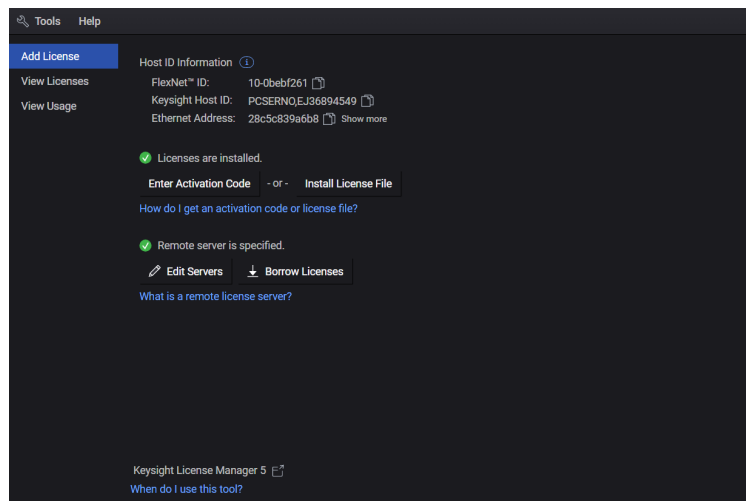 Tools Help
Add License
View Licenses
View Usage
Host ID Information
FlexNet™ ID: 10-0bebf261
Keysight Host ID: PCSERNO,EJ36894549
Ethernet Address: 28c5c839a6b8 Show more
Licenses are installed.
Enter Activation Code - or - Install License File
How do I get an activation code or license file?
Remote server is specified.
Edit Servers Borrow Licenses
What is a remote license server?
Keysight License Manager 5
When do I use this tool?